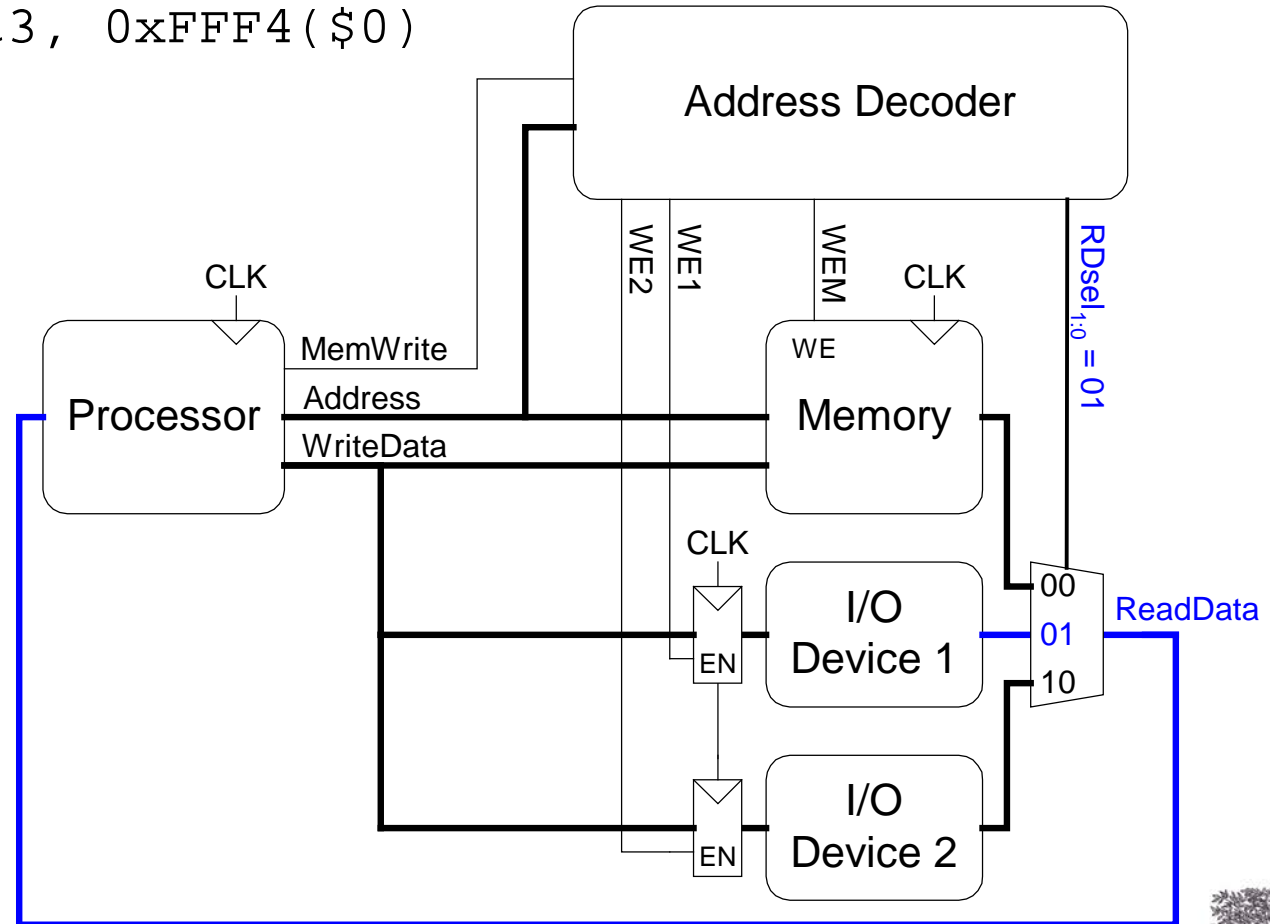 3, 0xFFF4($0)
Address Decoder
WE2
WE1
WEM
RDsel1:0 = 01
CLK
CLK
MemWrite
Address
WriteData
Processor
WE
Memory
CLK
EN
I/O
Device 1
00
01
10
ReadData
EN
I/O
Device 2